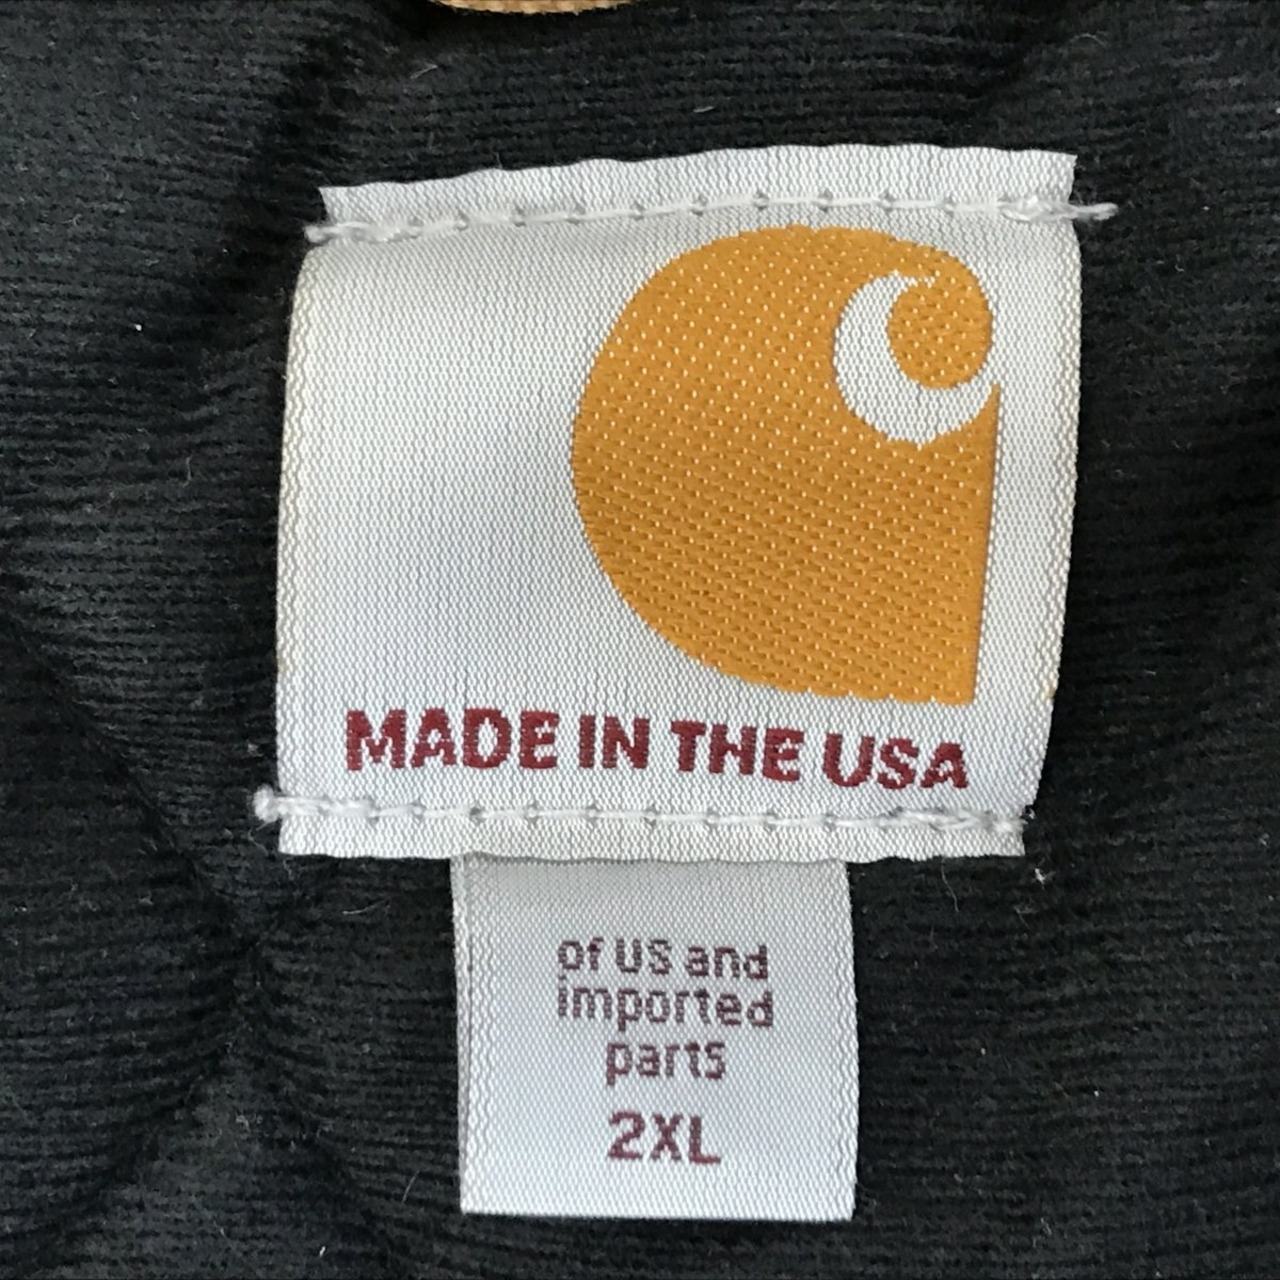 MADE IN THE USA
of US and
imported
parts
2XL